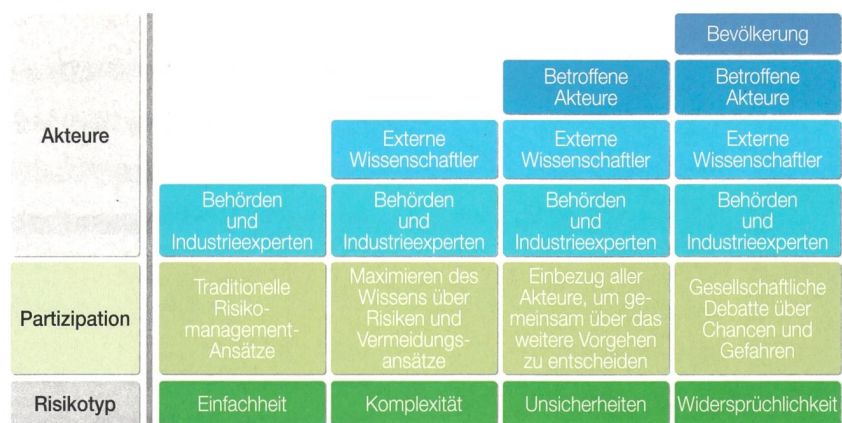 Bevölkerung
Betroffene
Akteure
Betroffene
Akteure
Akteure
Externe
Wissenschaftler
Externe
Wissenschaftler
Externe
Wissenschaftler
Behörden
und
Industrieexperten
Behörden
und
Industrieexperten
Behörden
und
Industrieexperten
Behörden
und
Industrieexperten
Partizipation
Traditionelle
Risiko-
management-
Ansätze
Maximieren des
Wissens über
Risiken und
Vermeidungs-
ansätze
Einbezug aller
Akteure, um ge-
meinsam über das
weitere Vorgehen
zu entscheiden
Gesellschaftliche
Debatte über
Chancen und
Gefahren
Risikotyp
Einfachheit
Komplexität
Unsicherheiten
Widersprüchlichkeit